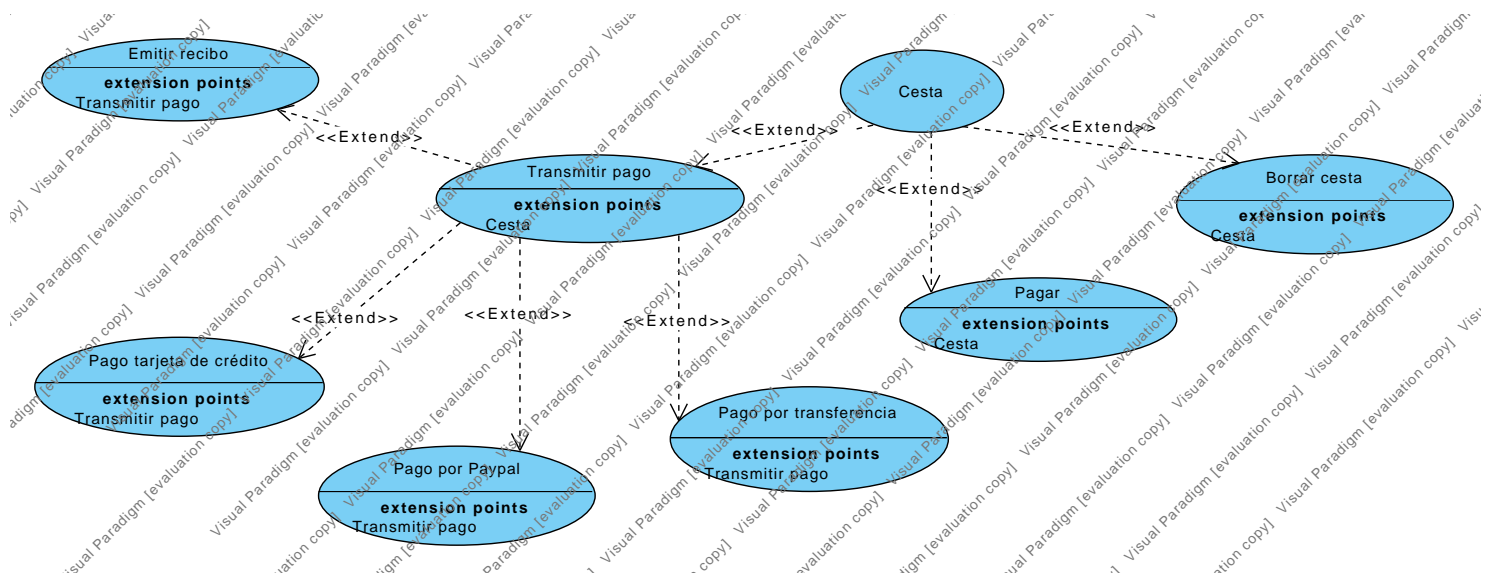 Emitir recibo
extension points
Transmitir pago
Cesta
<<Extend>>
<<Extend>>
<<Extend>>
Transmitir pago
extension points
Cesta
Borrar cesta
extension points
Cesta
<<Extend>>
Pagar
extension points
Cesta
<<Extend>>
<<Extend>>
<<Extend>>
Pago tarjeta de crédito
extension points
Transmitir pago
Pago por transferencia
extension points
Transmitir pago
Pago por Paypal
extension points
Transmitir pago
Visual Paradigm [evaluation copy]